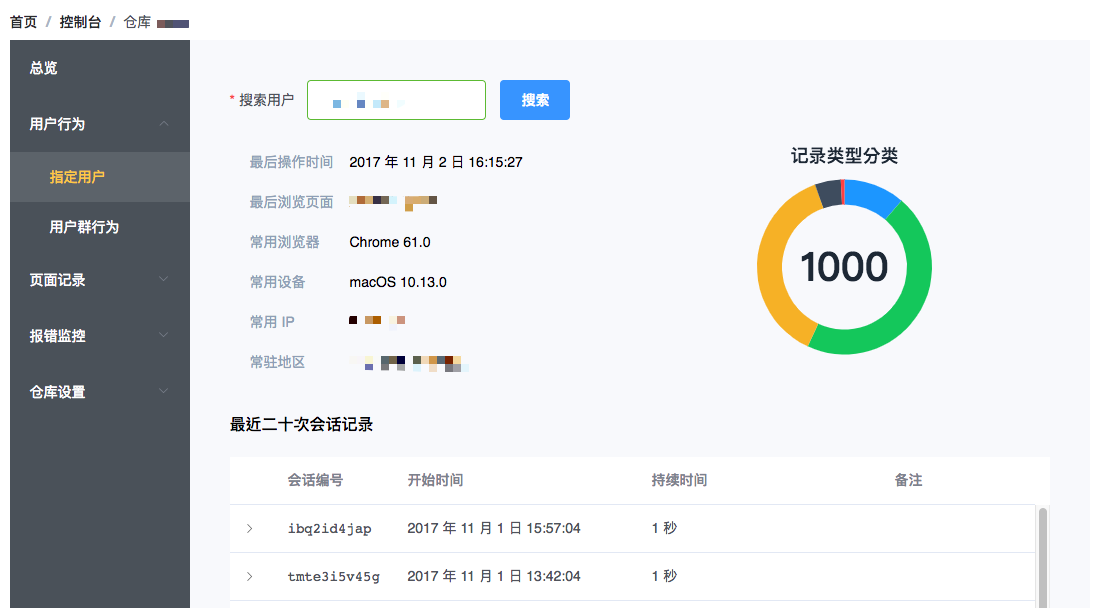 首页 / 控制台 / 仓库
总览
用户行为
指定用户
用户群行为
页面记录
报错监控
仓库设置
* 搜索用户
搜索
最后操作时间 2017 年 11 月 2 日 16:15:27
最后浏览页面
常用浏览器 Chrome 61.0
常用设备 macOS 10.13.0
常用 IP
常驻地区
记录类型分类
1000
最近二十次会话记录
会话编号 开始时间 持续时间 备注
ibq2id4jap 2017 年 11 月 1 日 15:57:04 1 秒
tmte3i5v45g 2017 年 11 月 1 日 13:42:04 1 秒